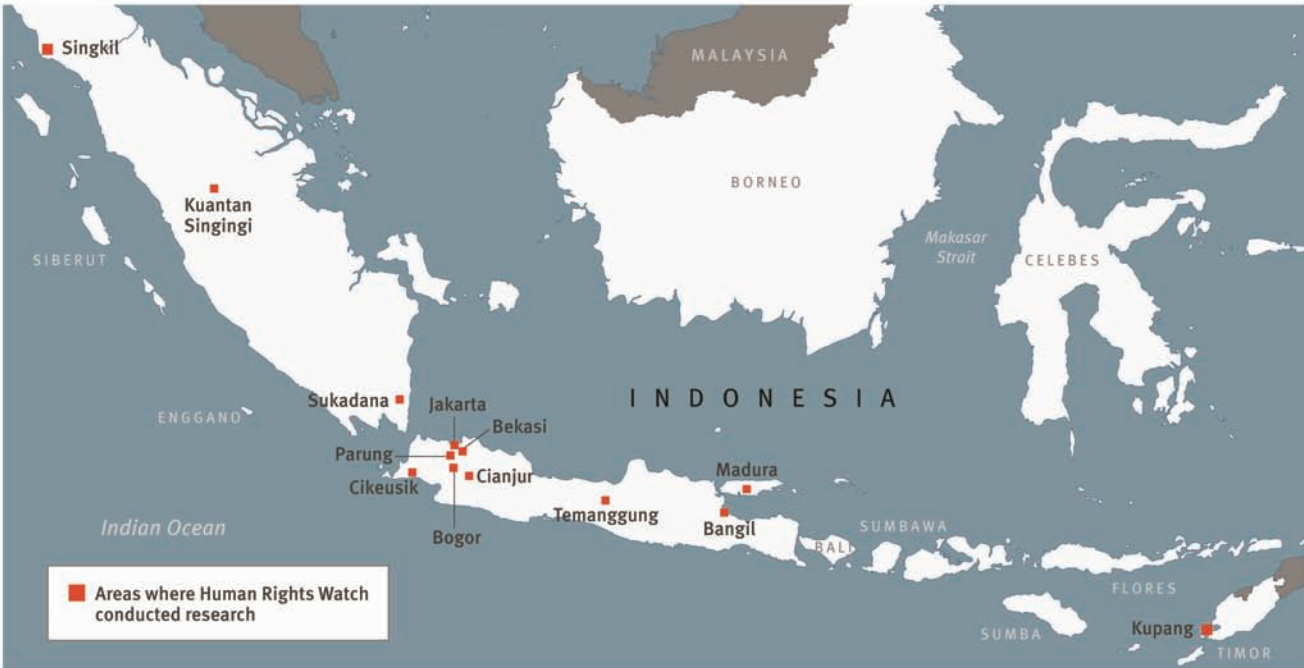 Singkil
MALAYSIA
Kuantan
Singingi
BORNEO
SIBERUT
Makasar
Strait
CELEBES
Sukadana
Jakarta
INDONESIA
ENGGANO
Bekasi
Parung
Cikeusik
Cianjur
Madura
Temanggung
Bangil
Indian Ocean
Bogor
SUMBAWA
BALI
FLORES
Areas where Human Rights Watch
conducted research
SUMBA
Kupang
TIMOR